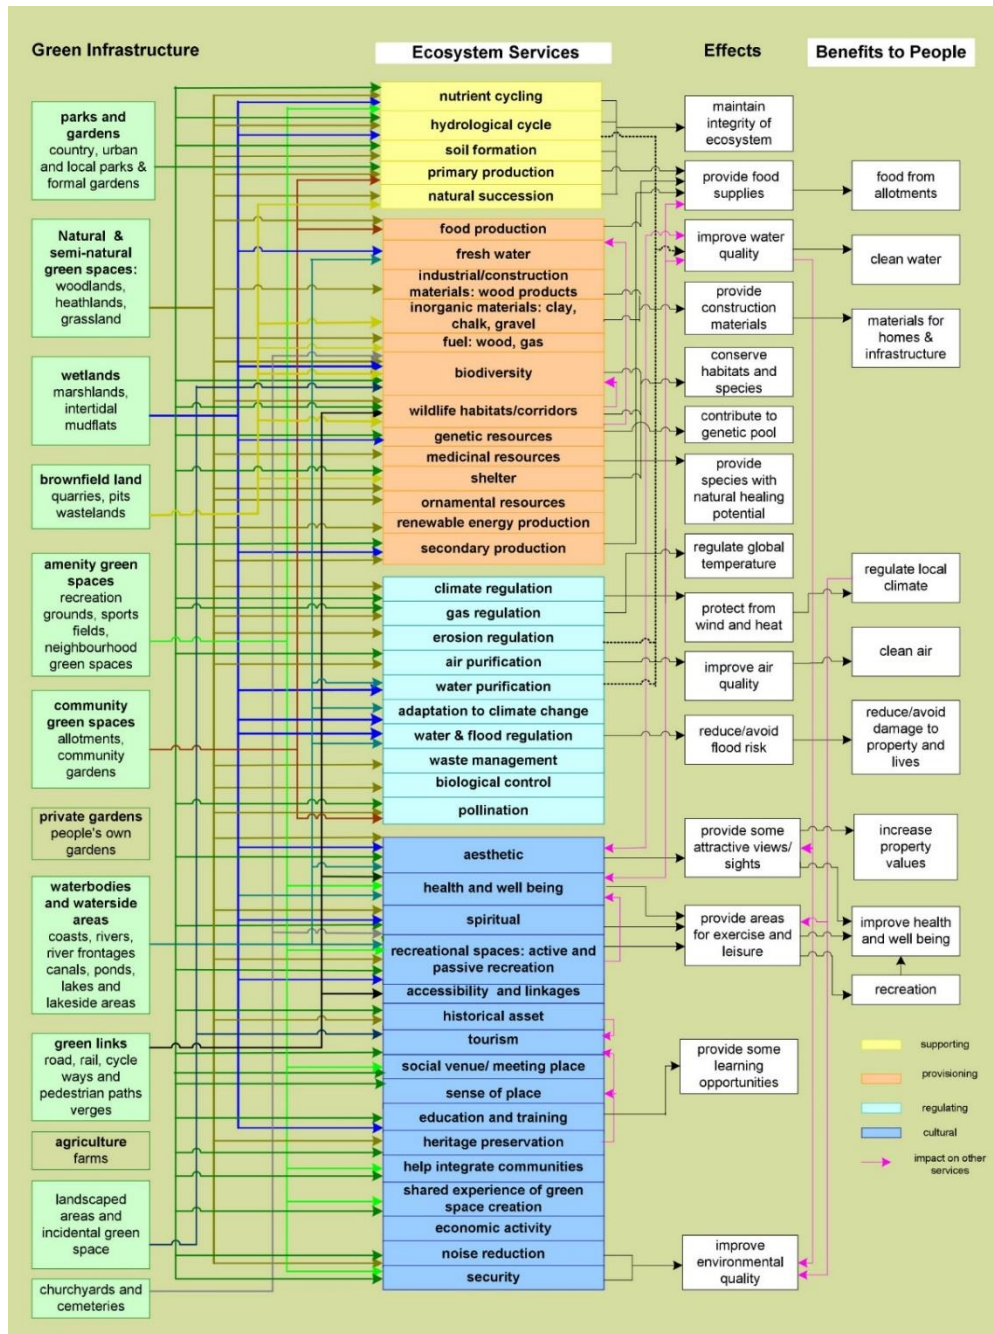 Green Infrastructure
Ecosystem Services
Effects
Benefits to People
parks and
gardens
country, urban
and local parks &
formal gardens
Natural &
semi-natural
green spaces:
woodlands,
heathlands,
grassland
wetlands
marshlands,
intertidal
mudflats
brownfield land
quarries, pits
wastelands
amenity green
spaces
recreation
grounds, sports
fields,
neighbourhood
green spaces
community
green spaces
allotments,
community
gardens
private gardens
people's own
gardens
waterbodies
and waterside
areas
coasts, rivers,
river frontages
canals, ponds,
lakes and
lakeside areas
green links
road, rail, cycle
ways and
pedestrian paths
verges
agriculture
farms
landscaped
areas and
incidental green
space
churchyards and
cemeteries
nutrient cycling
hydrological cycle
soil formation
primary production
natural succession
food production
fresh water
industrial/construction
materials: wood products
inorganic materials: clay,
chalk, gravel
fuel: wood, gas
biodiversity
wildlife habitats/corridors
genetic resources
medicinal resources
shelter
ornamental resources
renewable energy production
secondary production
climate regulation
gas regulation
erosion regulation
air purification
water purification
adaptation to climate change
water & flood regulation
waste management
biological control
pollination
aesthetic
health and well being
spiritual
recreational spaces: active and
passive recreation
accessibility and linkages
historical asset
tourism
social venue/ meeting place
sense of place
education and training
heritage preservation
help integrate communities
shared experience of green
space creation
economic activity
noise reduction
security
maintain
integrity of
ecosystem
provide food
supplies
improve water
quality
provide
construction
materials
conserve
habitats and
species
contribute to
genetic pool
provide
species with
natural healing
potential
regulate global
temperature
protect from
wind and heat
improve air
quality
reduce/avoid
flood risk
provide some
attractive views/
sights
provide areas
for exercise and
leisure
provide some
learning
opportunities
improve
environmental
quality
food from
allotments
clean water
materials for
homes &
infrastructure
regulate local
climate
clean air
reduce/avoid
damage to
property and
lives
increase
property
values
improve health
and well being
recreation
supporting
provisioning
regulating
cultural
impact on other
services